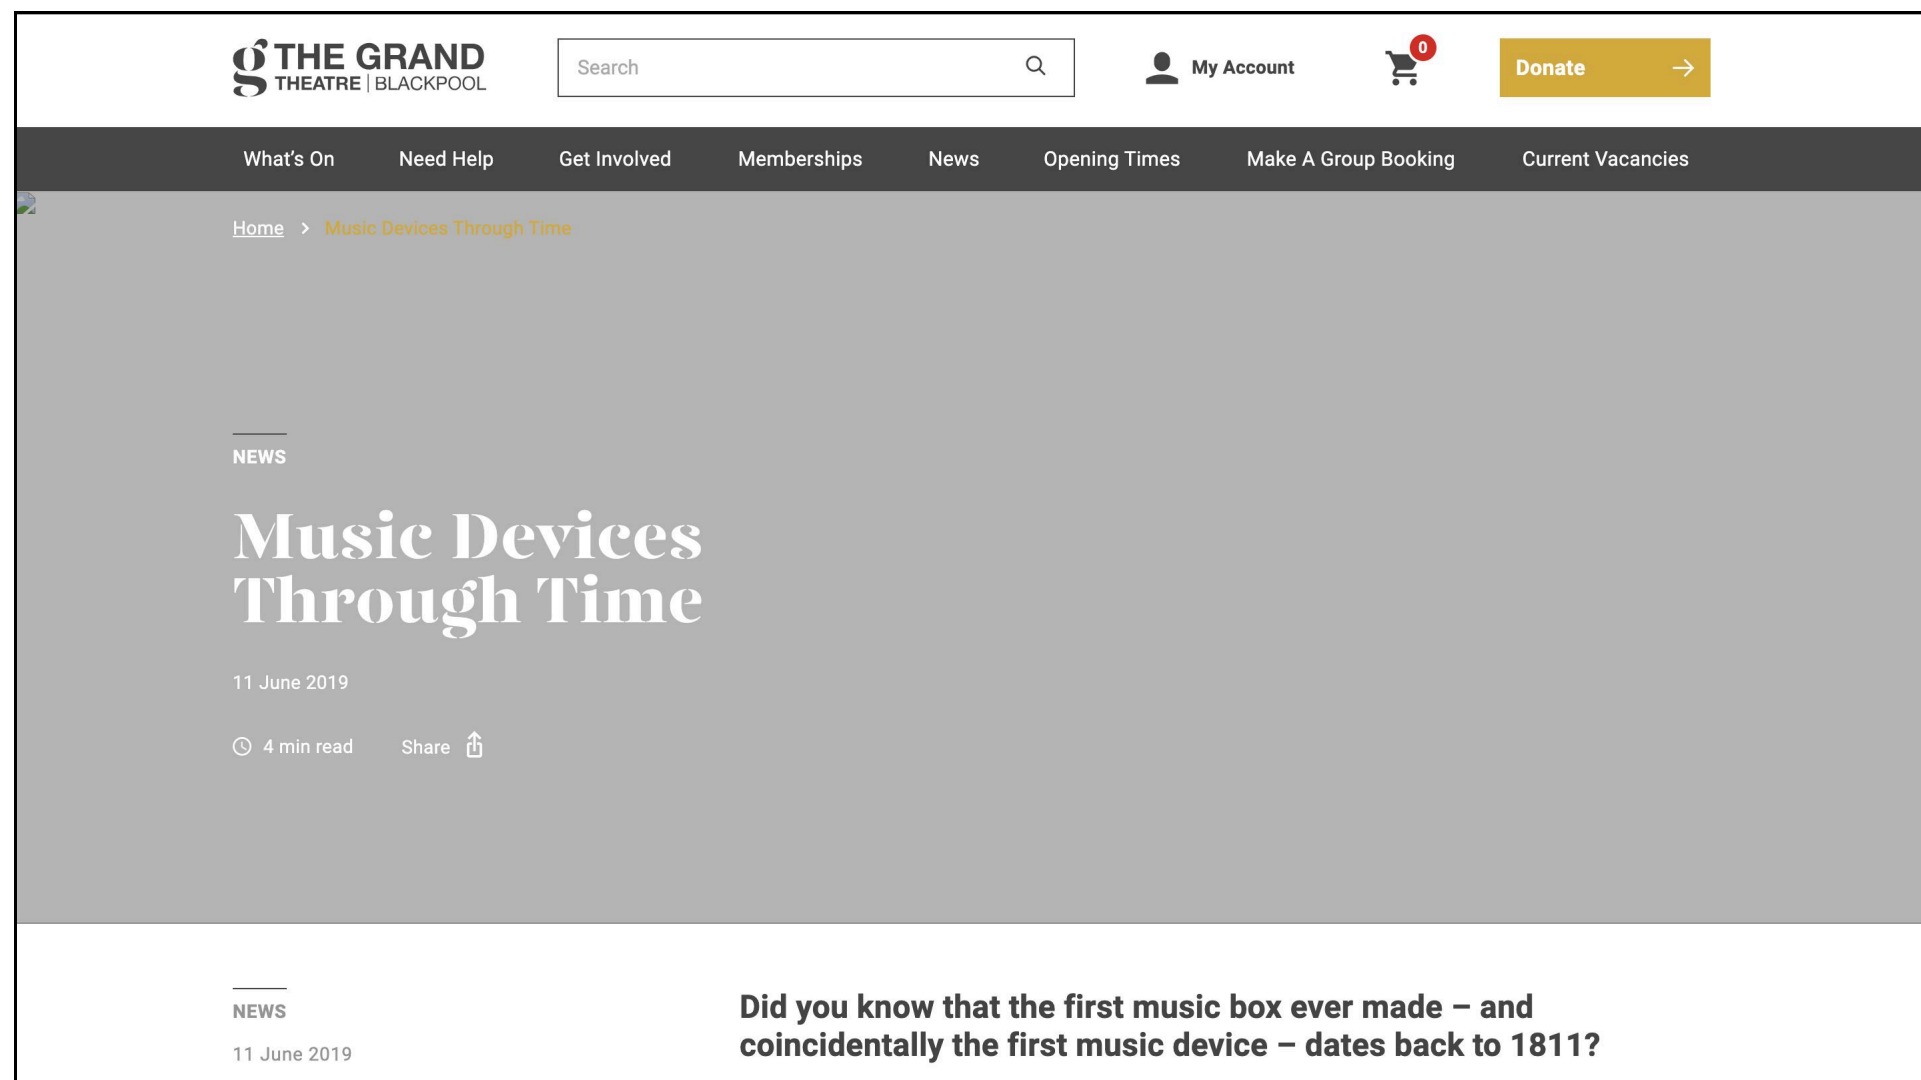 g THE GRAND
THEATRE | BLACKPOOL
Search
My Account
0
Donate
What's On
Need Help
Get Involved
Memberships
News
Opening Times
Make A Group Booking
Current Vacancies
Home > Music Devices Through Time
NEWS
Music Devices
Through Time
11 June 2019
4 min read
Share
NEWS
11 June 2019
Did you know that the first music box ever made – and
coincidentally the first music device – dates back to 1811?